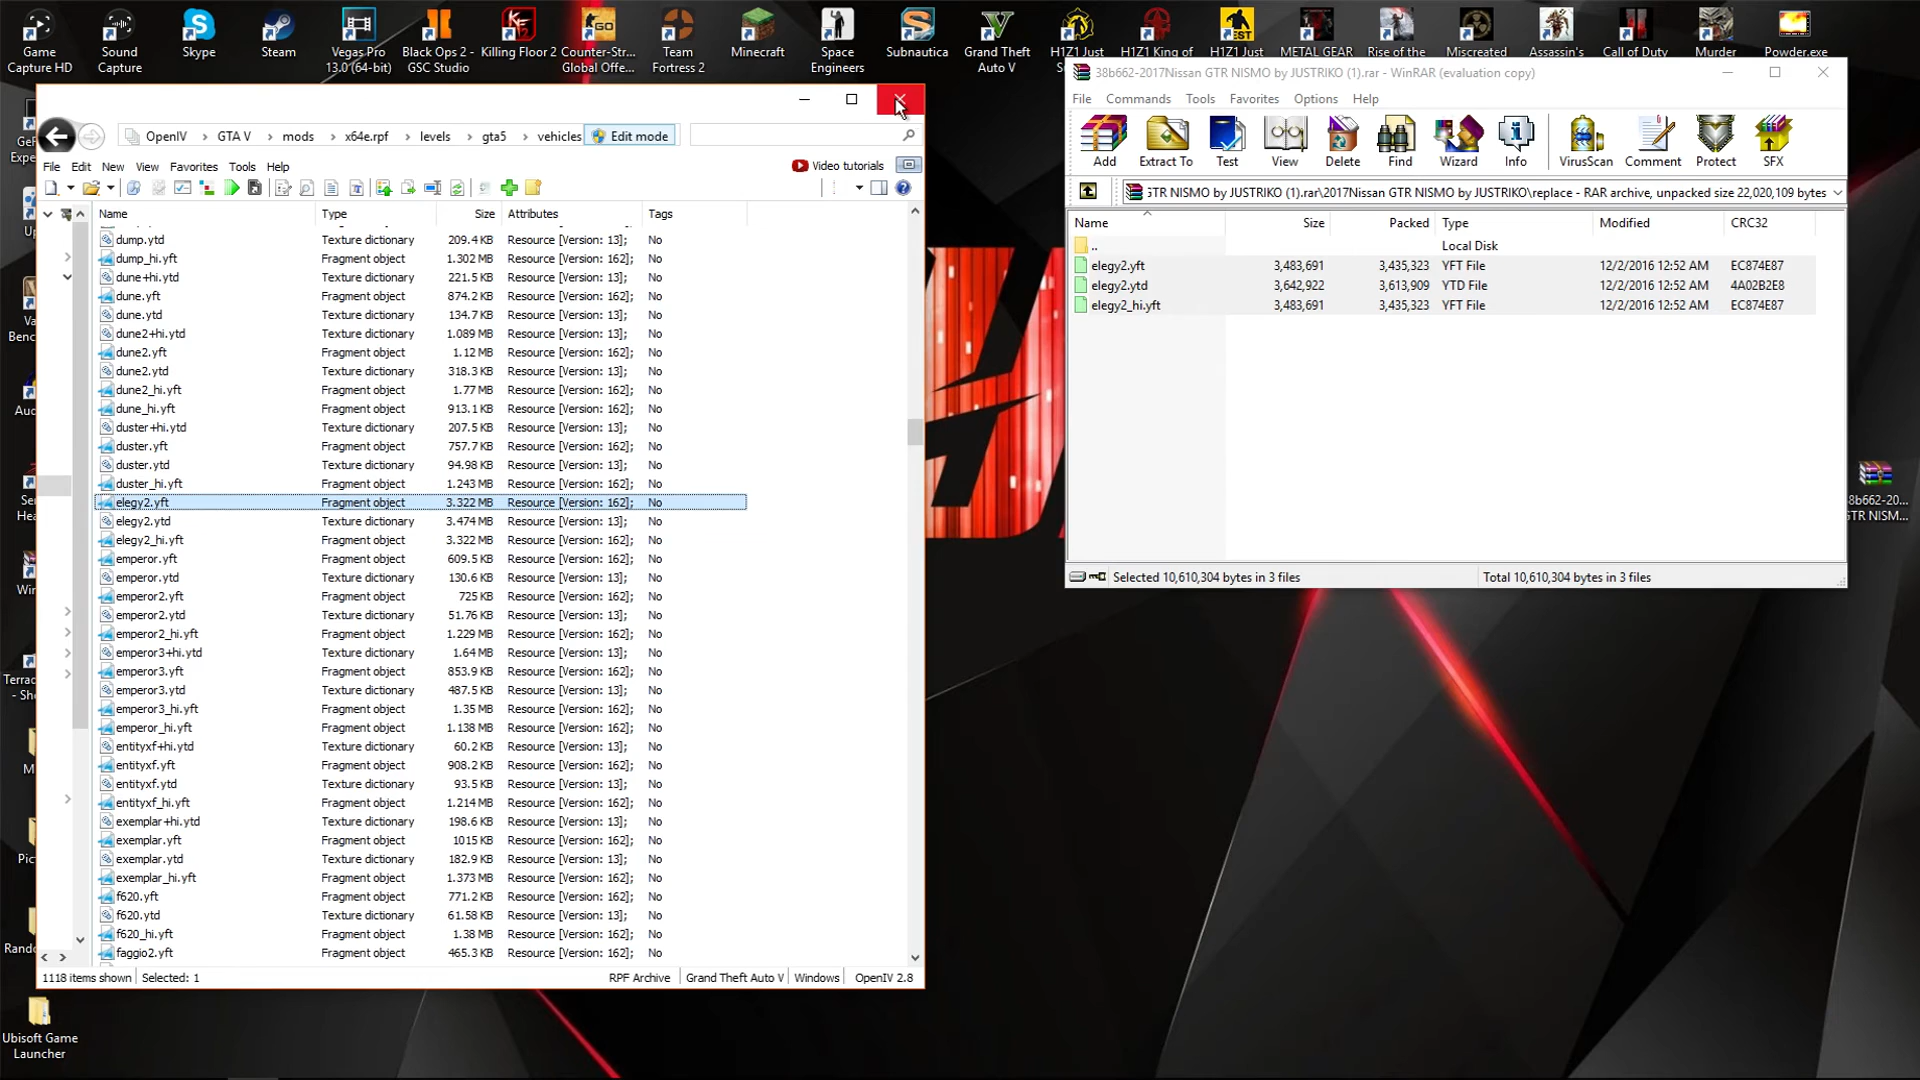 Game
Capture HD
Sound
Capture
Skype
Steam
Vegas Pro
13.0 (64-bit)
Black Ops 2 -
GSC Studio
Killing Floor 2
Counter-Str...
Global Offe...
Team
Fortress 2
Minecraft
Space
Engineers
Subnautica
Grand Theft
Auto V
H1Z1 Just
H1Z1 King of
H1Z1 Just
METAL GEAR
Rise of the
Miscreated
Assassin's
Call of Duty
Murder
Powder.exe
OpenIV
GTA V
mods
x64e.rpf
levels
gta5
vehicles
Edit mode
File Edit New View Favorites Tools Help
Video tutorials
Name Type Size Attributes Tags
dump.ytd Texture dictionary 209.4 KB Resource [Version: 13]; No
dump_hi.yft Fragment object 1.302 MB Resource [Version: 162]; No
dune+hi.ytd Texture dictionary 221.5 KB Resource [Version: 13]; No
dune.yft Fragment object 874.2 KB Resource [Version: 162]; No
dune.ytd Texture dictionary 134.7 KB Resource [Version: 13]; No
dune2+hi.ytd Texture dictionary 1.089 MB Resource [Version: 13]; No
dune2.yft Fragment object 1.12 MB Resource [Version: 162]; No
dune2.ytd Texture dictionary 318.3 KB Resource [Version: 13]; No
dune2_hi.yft Fragment object 1.77 MB Resource [Version: 162]; No
dune_hi.yft Fragment object 913.1 KB Resource [Version: 162]; No
duster+hi.ytd Texture dictionary 207.5 KB Resource [Version: 13]; No
duster.yft Fragment object 757.7 KB Resource [Version: 162]; No
duster.ytd Texture dictionary 94.98 KB Resource [Version: 13]; No
duster_hi.yft Fragment object 1.243 MB Resource [Version: 162]; No
elegy2.yft Fragment object 3.322 MB Resource [Version: 162]; No
elegy2.ytd Texture dictionary 3.474 MB Resource [Version: 13]; No
elegy2_hi.yft Fragment object 3.322 MB Resource [Version: 162]; No
emperor.yft Fragment object 609.5 KB Resource [Version: 162]; No
emperor.ytd Texture dictionary 130.6 KB Resource [Version: 13]; No
emperor2.yft Fragment object 725 KB Resource [Version: 162]; No
emperor2.ytd Texture dictionary 51.76 KB Resource [Version: 13]; No
emperor2_hi.yft Fragment object 1.229 MB Resource [Version: 162]; No
emperor3+hi.ytd Texture dictionary 1.64 MB Resource [Version: 13]; No
emperor3.yft Fragment object 853.9 KB Resource [Version: 162]; No
emperor3.ytd Texture dictionary 487.5 KB Resource [Version: 13]; No
emperor3_hi.yft Fragment object 1.35 MB Resource [Version: 162]; No
emperor_hi.yft Fragment object 1.138 MB Resource [Version: 162]; No
entityxf+hi.ytd Texture dictionary 60.2 KB Resource [Version: 13]; No
entityxf.yft Fragment object 908.2 KB Resource [Version: 162]; No
entityxf.ytd Texture dictionary 93.5 KB Resource [Version: 13]; No
entityxf_hi.yft Fragment object 1.214 MB Resource [Version: 162]; No
exemplar+hi.ytd Texture dictionary 198.6 KB Resource [Version: 13]; No
exemplar.yft Fragment object 1015 KB Resource [Version: 162]; No
exemplar.ytd Texture dictionary 182.9 KB Resource [Version: 13]; No
exemplar_hi.yft Fragment object 1.373 MB Resource [Version: 162]; No
f620.yft Fragment object 771.2 KB Resource [Version: 162]; No
f620.ytd Texture dictionary 61.58 KB Resource [Version: 13]; No
f620_hi.yft Fragment object 1.38 MB Resource [Version: 162]; No
faggio2.yft Fragment object 465.3 KB Resource [Version: 162]; No
1118 items shown Selected: 1 RPF Archive Grand Theft Auto V Windows OpenIV 2.8
38b662-2017Nissan GTR NISMO by JUSTRIKO (1).rar - WinRAR (evaluation copy)
File Commands Tools Favorites Options Help
Add Extract To Test View Delete Find Wizard Info VirusScan Comment Protect SFX
GTR NISMO by JUSTRIKO (1).rar\2017Nissan GTR NISMO by JUSTRIKO\replace - RAR archive, unpacked size 22,020,109 bytes
Name Size Packed Type Modified CRC32
.. Local Disk
elegy2.yft 3,483,691 3,435,323 YFT File 12/2/2016 12:52 AM EC874E87
elegy2.ytd 3,642,922 3,613,909 YTD File 12/2/2016 12:52 AM 4A02B2E8
elegy2_hi.yft 3,483,691 3,435,323 YFT File 12/2/2016 12:52 AM EC874E87
Selected 10,610,304 bytes in 3 files Total 10,610,304 bytes in 3 files
38b662-20...
GTR NISM...
Ubisoft Game
Launcher